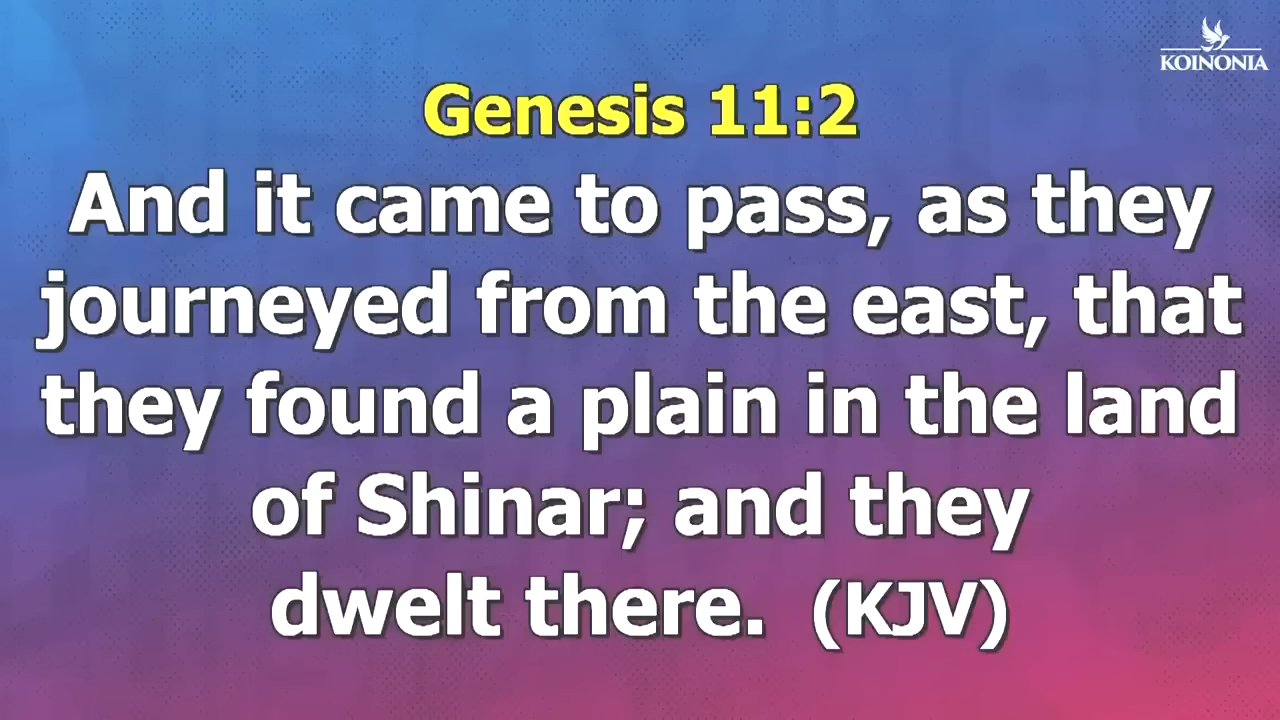 KOINONIA
Genesis 11:2
And it came to pass, as they
journeyed from the east, that
they found a plain in the land
of Shinar; and they
dwelt there.  (KJV)